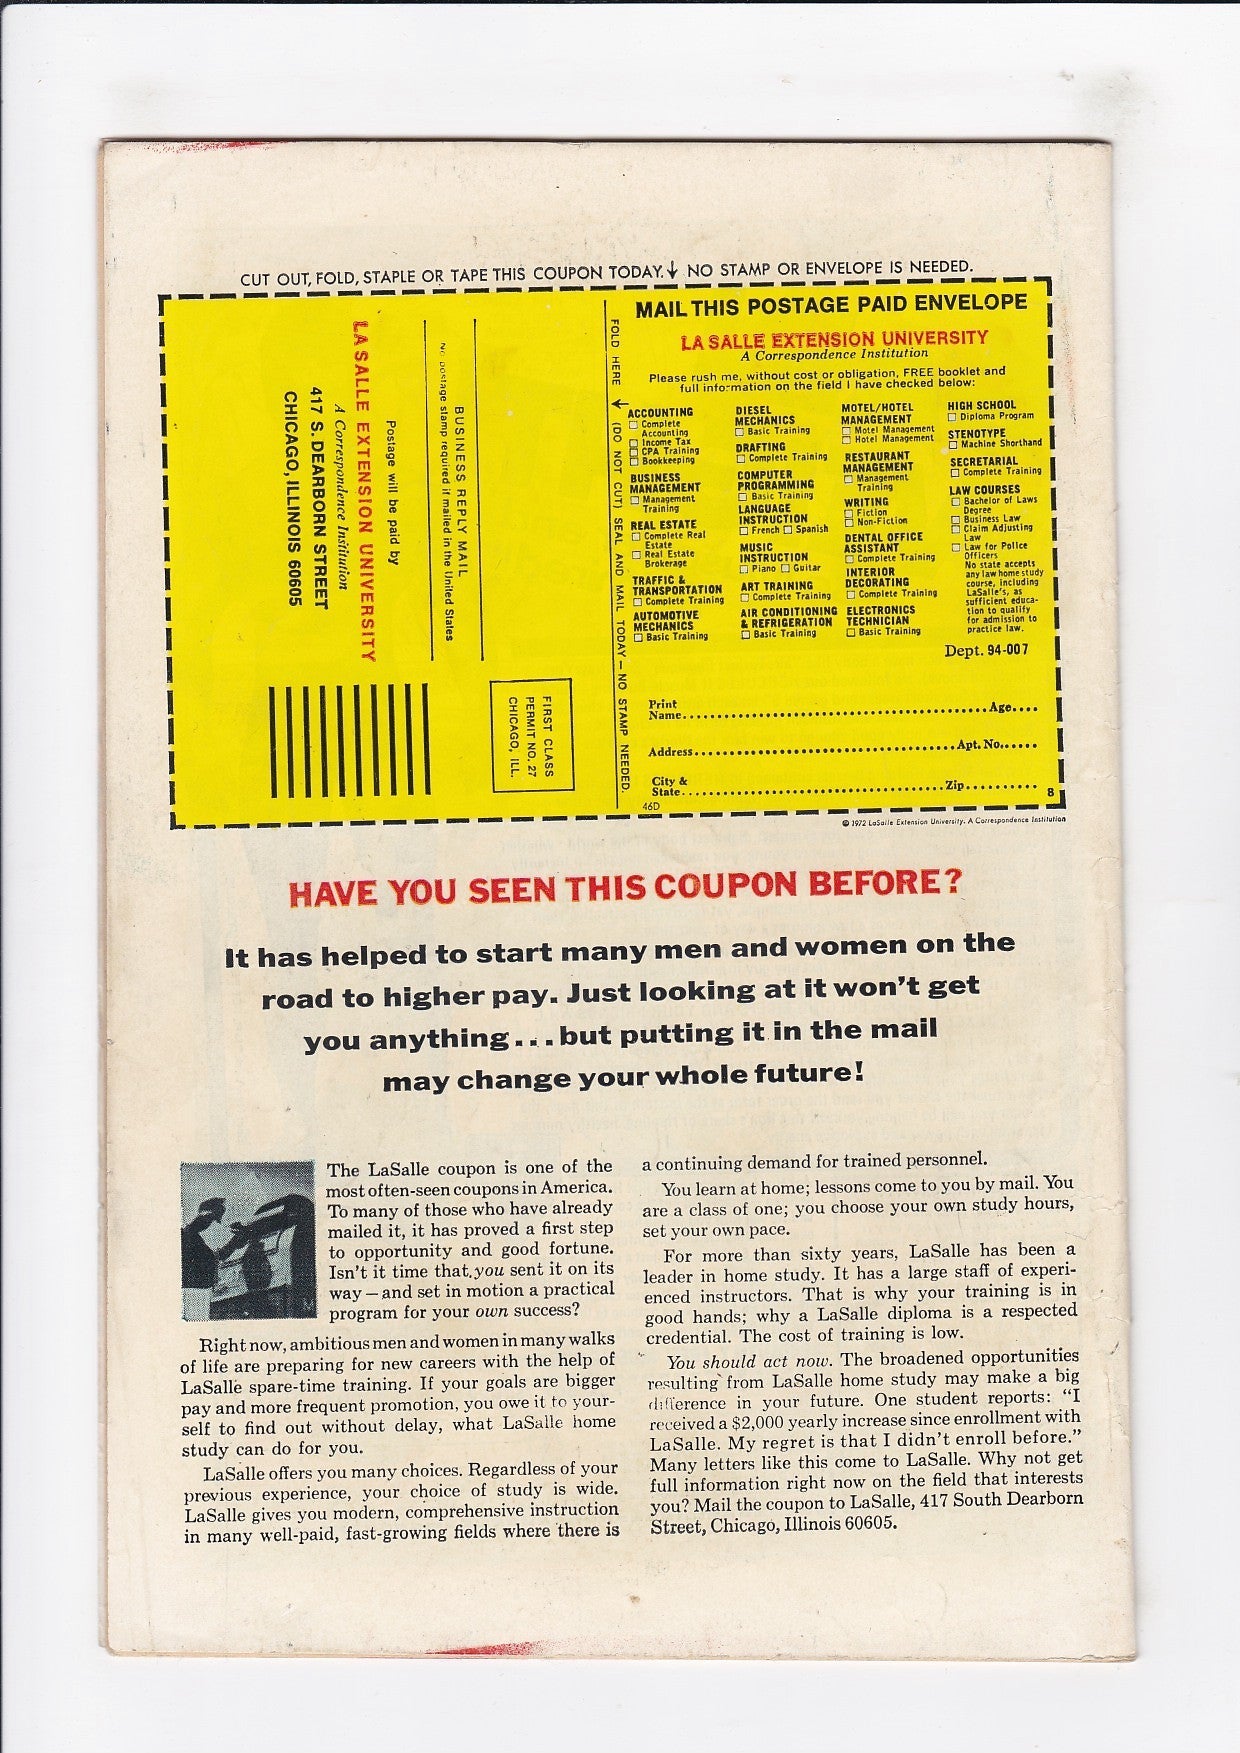 CUT OUT, FOLD, STAPLE OR TAPE THIS COUPON TODAY. ↓ NO STAMP OR ENVELOPE IS NEEDED.
LA SALLE EXTENSION UNIVERSITY
A Correspondence Institution
417 S. DEARBORN STREET
CHICAGO, ILLINOIS 60605
Postage will be paid by
BUSINESS REPLY MAIL
No postage stamp required if mailed in the United States
FIRST CLASS
PERMIT NO. 27
CHICAGO, ILL.
FOLD HERE ↓ (DO NOT CUT) SEAL AND MAIL TODAY — NO STAMP NEEDED.
MAIL THIS POSTAGE PAID ENVELOPE
LA SALLE EXTENSION UNIVERSITY
A Correspondence Institution
Please rush me, without cost or obligation, FREE booklet and
full information on the field I have checked below:
ACCOUNTING
☐ Complete
Accounting
☐ Income Tax
☐ CPA Training
☐ Bookkeeping
BUSINESS
MANAGEMENT
☐ Management
Training
REAL ESTATE
☐ Complete Real
Estate
☐ Real Estate
Brokerage
TRAFFIC &
TRANSPORTATION
☐ Complete Training
AUTOMOTIVE
MECHANICS
☐ Basic Training
DIESEL
MECHANICS
☐ Basic Training
DRAFTING
☐ Complete Training
COMPUTER
PROGRAMMING
☐ Basic Training
LANGUAGE
INSTRUCTION
☐ French ☐ Spanish
MUSIC
INSTRUCTION
☐ Piano ☐ Guitar
ART TRAINING
☐ Complete Training
AIR CONDITIONING
& REFRIGERATION
☐ Basic Training
MOTEL/HOTEL
MANAGEMENT
☐ Motel Management
☐ Hotel Management
RESTAURANT
MANAGEMENT
☐ Management
Training
WRITING
☐ Fiction
☐ Non-Fiction
DENTAL OFFICE
ASSISTANT
☐ Complete Training
INTERIOR
DECORATING
☐ Complete Training
ELECTRONICS
TECHNICIAN
☐ Basic Training
HIGH SCHOOL
☐ Diploma Program
STENOTYPE
☐ Machine Shorthand
SECRETARIAL
☐ Complete Training
LAW COURSES
☐ Bachelor of Laws
Degree
☐ Business Law
☐ Claim Adjusting
Law
☐ Law for Police
Officers
No state accepts
any law home study
course, including
LaSalle's, as
sufficient educa-
tion to qualify
for admission to
practice law.
Dept. 94-007
Print
Name........................................Age....
Address.....................................Apt. No......
City &
State........................................Zip..........
8
46D
© 1972 LaSalle Extension University. A Correspondence Institution
HAVE YOU SEEN THIS COUPON BEFORE?
It has helped to start many men and women on the
road to higher pay. Just looking at it won't get
you anything...but putting it in the mail
may change your whole future!
The LaSalle coupon is one of the
most often-seen coupons in America.
To many of those who have already
mailed it, it has proved a first step
to opportunity and good fortune.
Isn't it time that you sent it on its
way — and set in motion a practical
program for your own success?
Right now, ambitious men and women in many walks
of life are preparing for new careers with the help of
LaSalle spare-time training. If your goals are bigger
pay and more frequent promotion, you owe it to your-
self to find out without delay, what LaSalle home
study can do for you.
LaSalle offers you many choices. Regardless of your
previous experience, your choice of study is wide.
LaSalle gives you modern, comprehensive instruction
in many well-paid, fast-growing fields where there is
a continuing demand for trained personnel.
You learn at home; lessons come to you by mail. You
are a class of one; you choose your own study hours,
set your own pace.
For more than sixty years, LaSalle has been a
leader in home study. It has a large staff of experi-
enced instructors. That is why your training is in
good hands; why a LaSalle diploma is a respected
credential. The cost of training is low.
You should act now. The broadened opportunities
resulting from LaSalle home study may make a big
difference in your future. One student reports: "I
received a $2,000 yearly increase since enrollment with
LaSalle. My regret is that I didn't enroll before."
Many letters like this come to LaSalle. Why not get
full information right now on the field that interests
you? Mail the coupon to LaSalle, 417 South Dearborn
Street, Chicago, Illinois 60605.